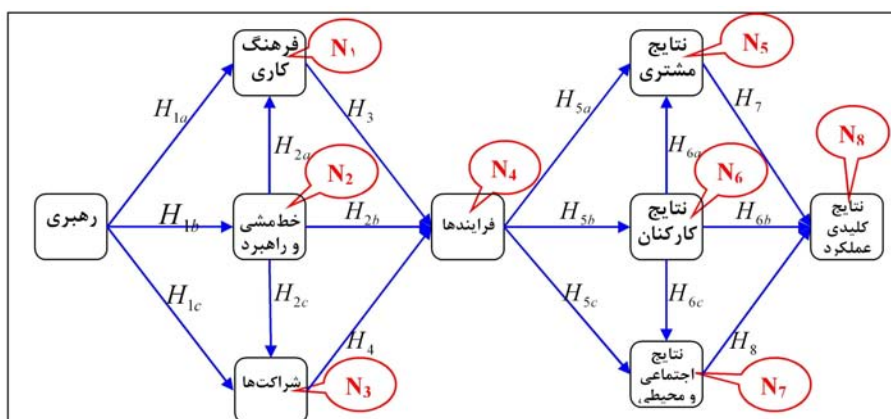 فرهنگ
کاری
N۱
نتایج
مشتری
N5
H1a
H3
H5a
H7
H2a
H6a
N2
N4
N6
N8
رهبری
H1b
خط‌مشی
و راهبرد
H2b
فرایندها
H5b
نتایج
کارکنان
H6b
نتایج
کلیدی
عملکرد
H1c
H2c
H4
H5c
H6c
H8
شراکت‌ها
N3
نتایج
اجتماعی
و محیطی
N7